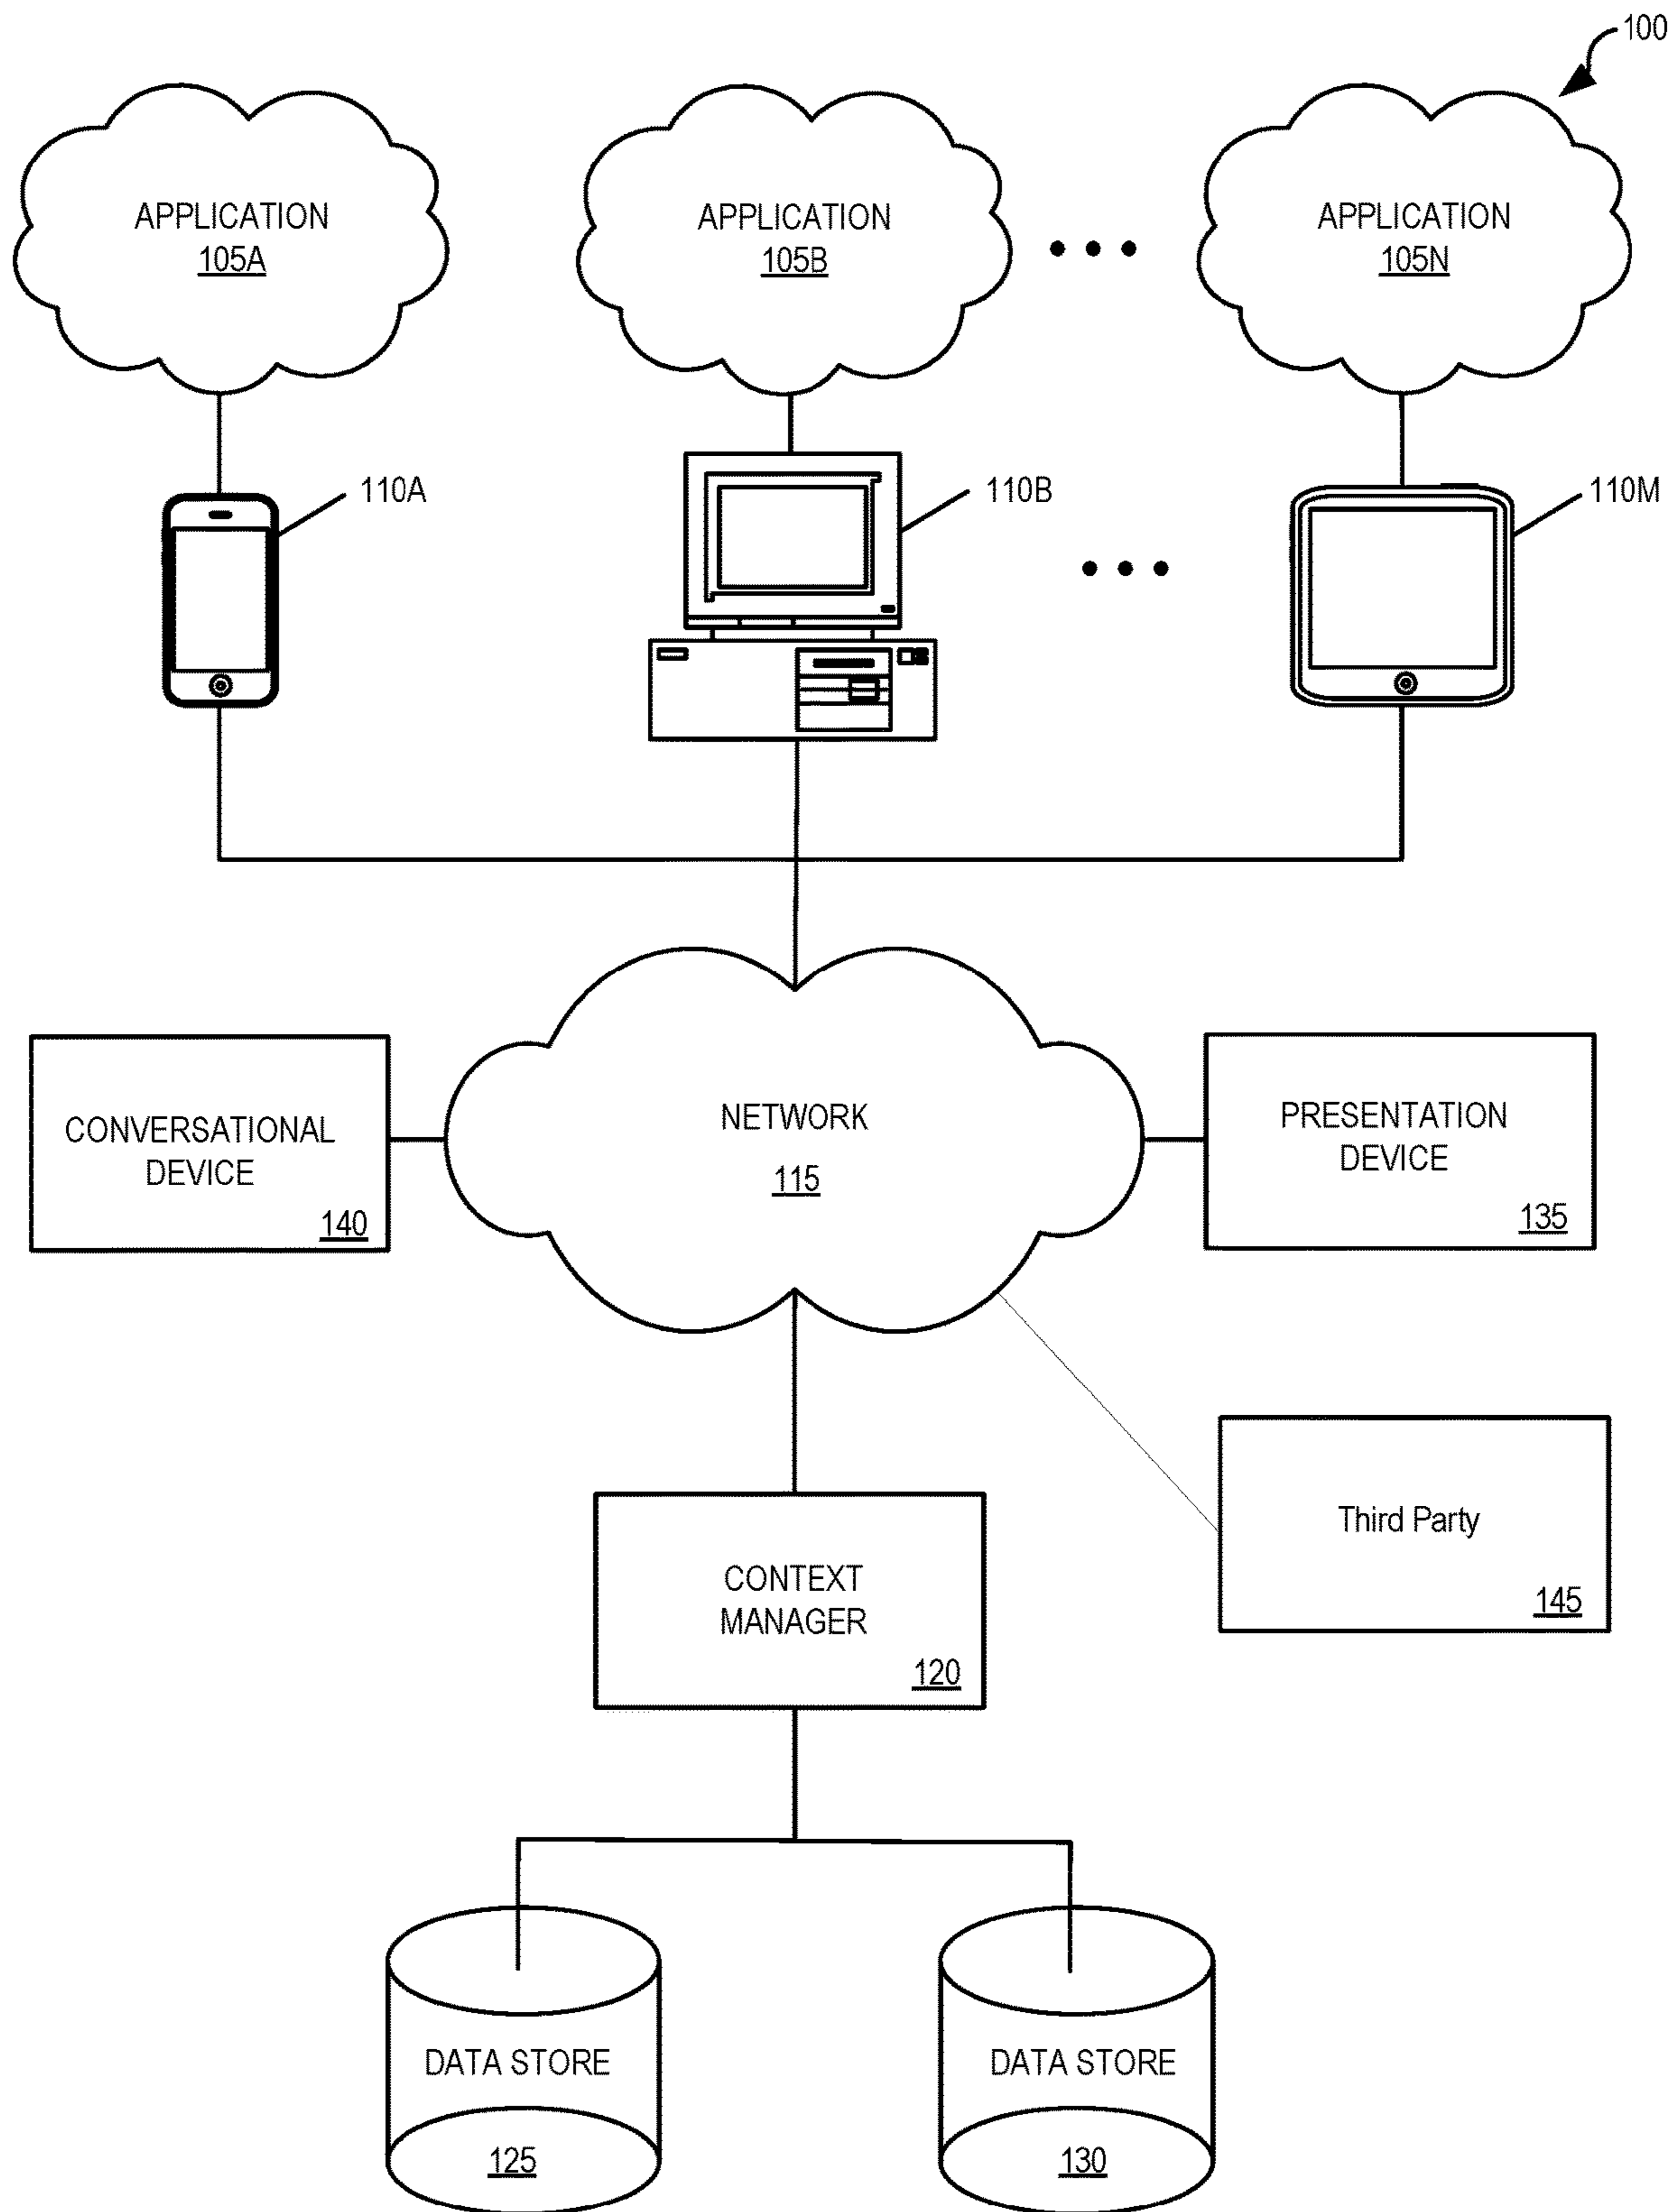 100
APPLICATION
105A
APPLICATION
105B
APPLICATION
105N
110A
110B
110M
CONVERSATIONAL
DEVICE
140
NETWORK
115
PRESENTATION
DEVICE
135
Third Party
145
CONTEXT
MANAGER
120
DATA STORE
125
DATA STORE
130